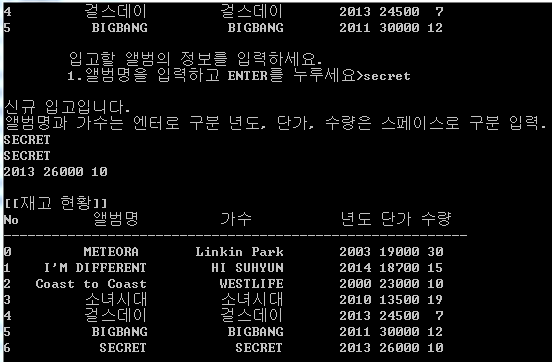 4 걸스데이 걸스데이 2013 24500 7
5 BIGBANG BIGBANG 2011 30000 12
입고할 앨범의 정보를 입력하세요.
1.앨범명을 입력하고 ENTER를 누루세요>secret
신규 입고입니다.
앨범명과 가수는 엔터로 구분 년도, 단가, 수량은 스페이스로 구분 입력.
SECRET
SECRET
2013 26000 10
[[재고 현황]]
No 앨범명 가수 년도 단가 수량
0 METEORA Linkin Park 2003 19000 30
1 I'M DIFFERENT HI SUHYUN 2014 18700 15
2 Coast to Coast WESTLIFE 2000 23000 10
3 소녀시대 소녀시대 2010 13500 19
4 걸스데이 걸스데이 2013 24500 7
5 BIGBANG BIGBANG 2011 30000 12
6 SECRET SECRET 2013 26000 10